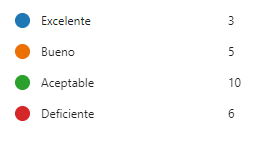 Excelente 3
Bueno 5
Aceptable 10
Deficiente 6